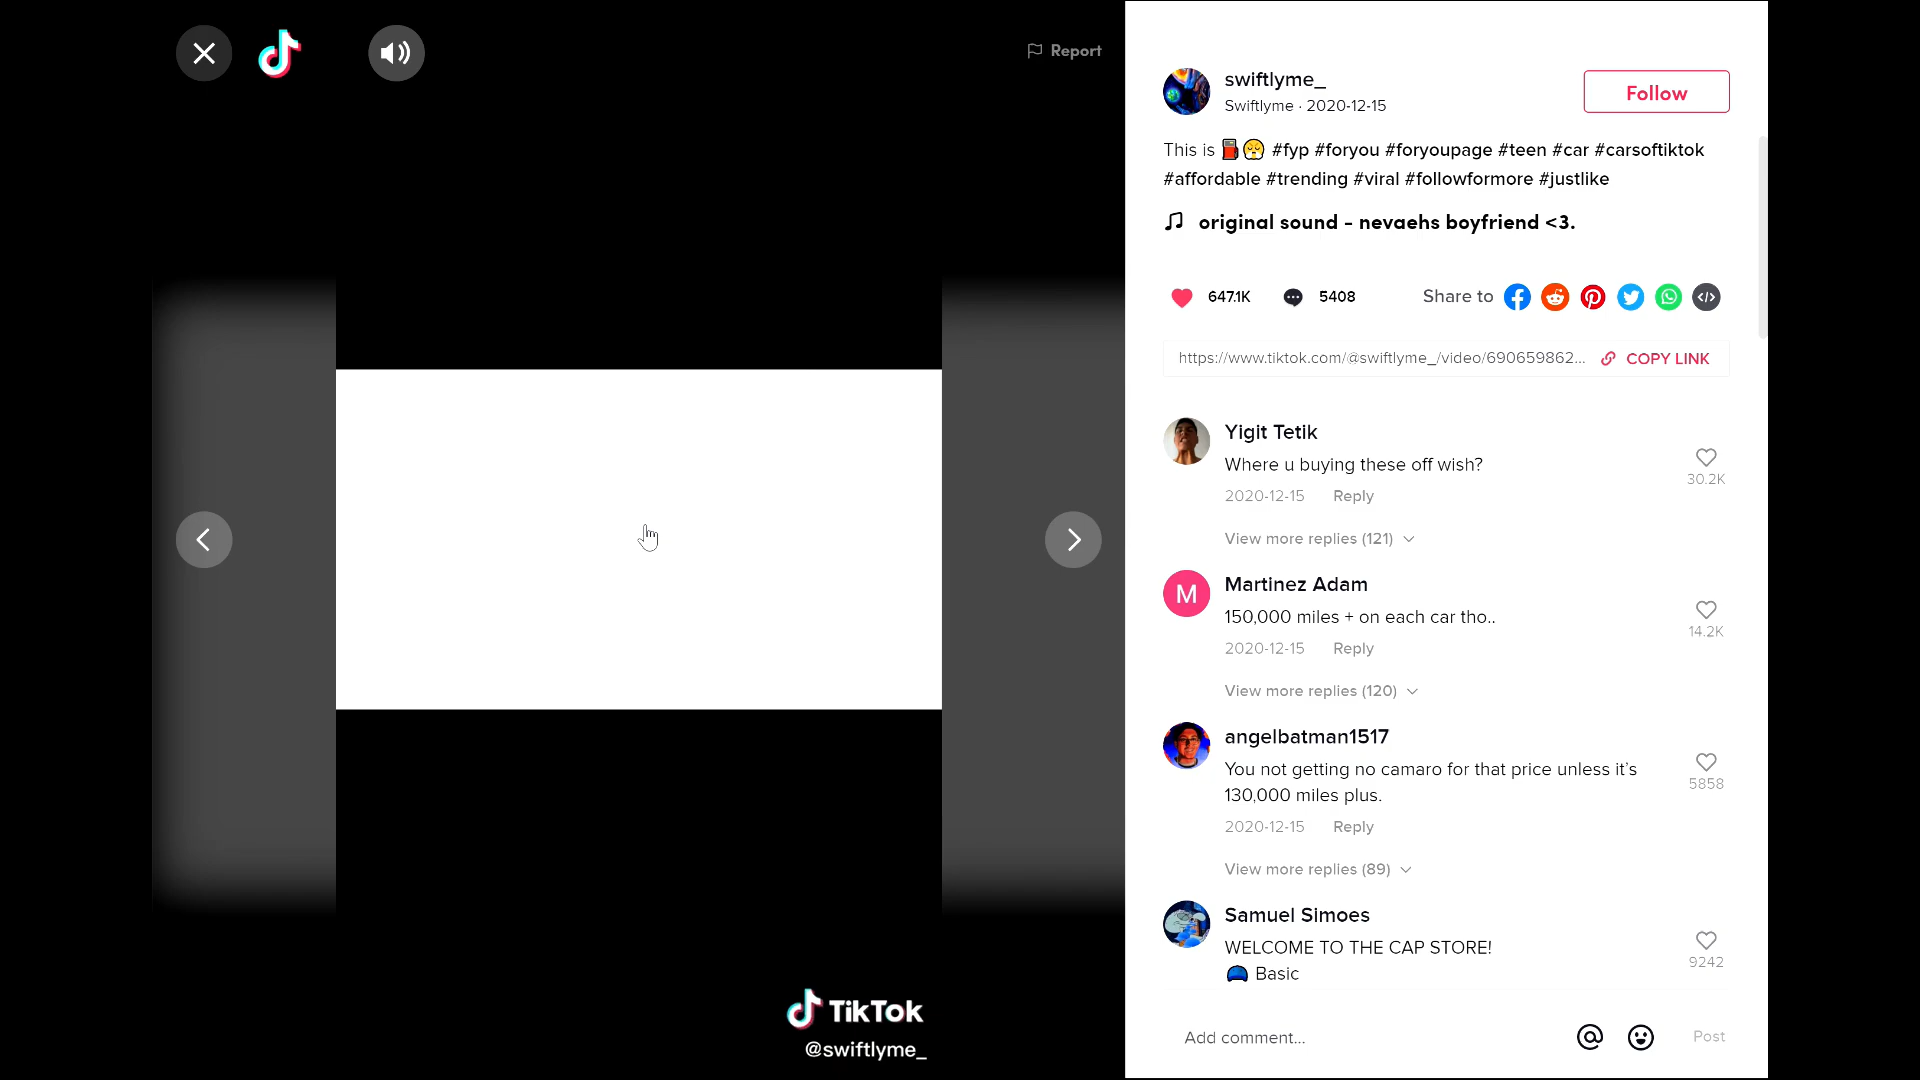 Report
swiftlyme_
Swiftlyme · 2020-12-15
Follow
This is ⛽😤 #fyp #foryou #foryoupage #teen #car #carsoftiktok
#affordable #trending #viral #followformore #justlike
original sound - nevaehs boyfriend <3.
647.1K
5408
Share to
https://www.tiktok.com/@swiftlyme_/video/690659862...
COPY LINK
Yigit Tetik
Where u buying these off wish?
30.2K
2020-12-15 Reply
View more replies (121)
M
Martinez Adam
150,000 miles + on each car tho..
14.2K
2020-12-15 Reply
View more replies (120)
angelbatman1517
You not getting no camaro for that price unless it's
130,000 miles plus.
5858
2020-12-15 Reply
View more replies (89)
Samuel Simoes
WELCOME TO THE CAP STORE!
🧢 Basic
9242
TikTok
@swiftlyme_
Add comment...
Post